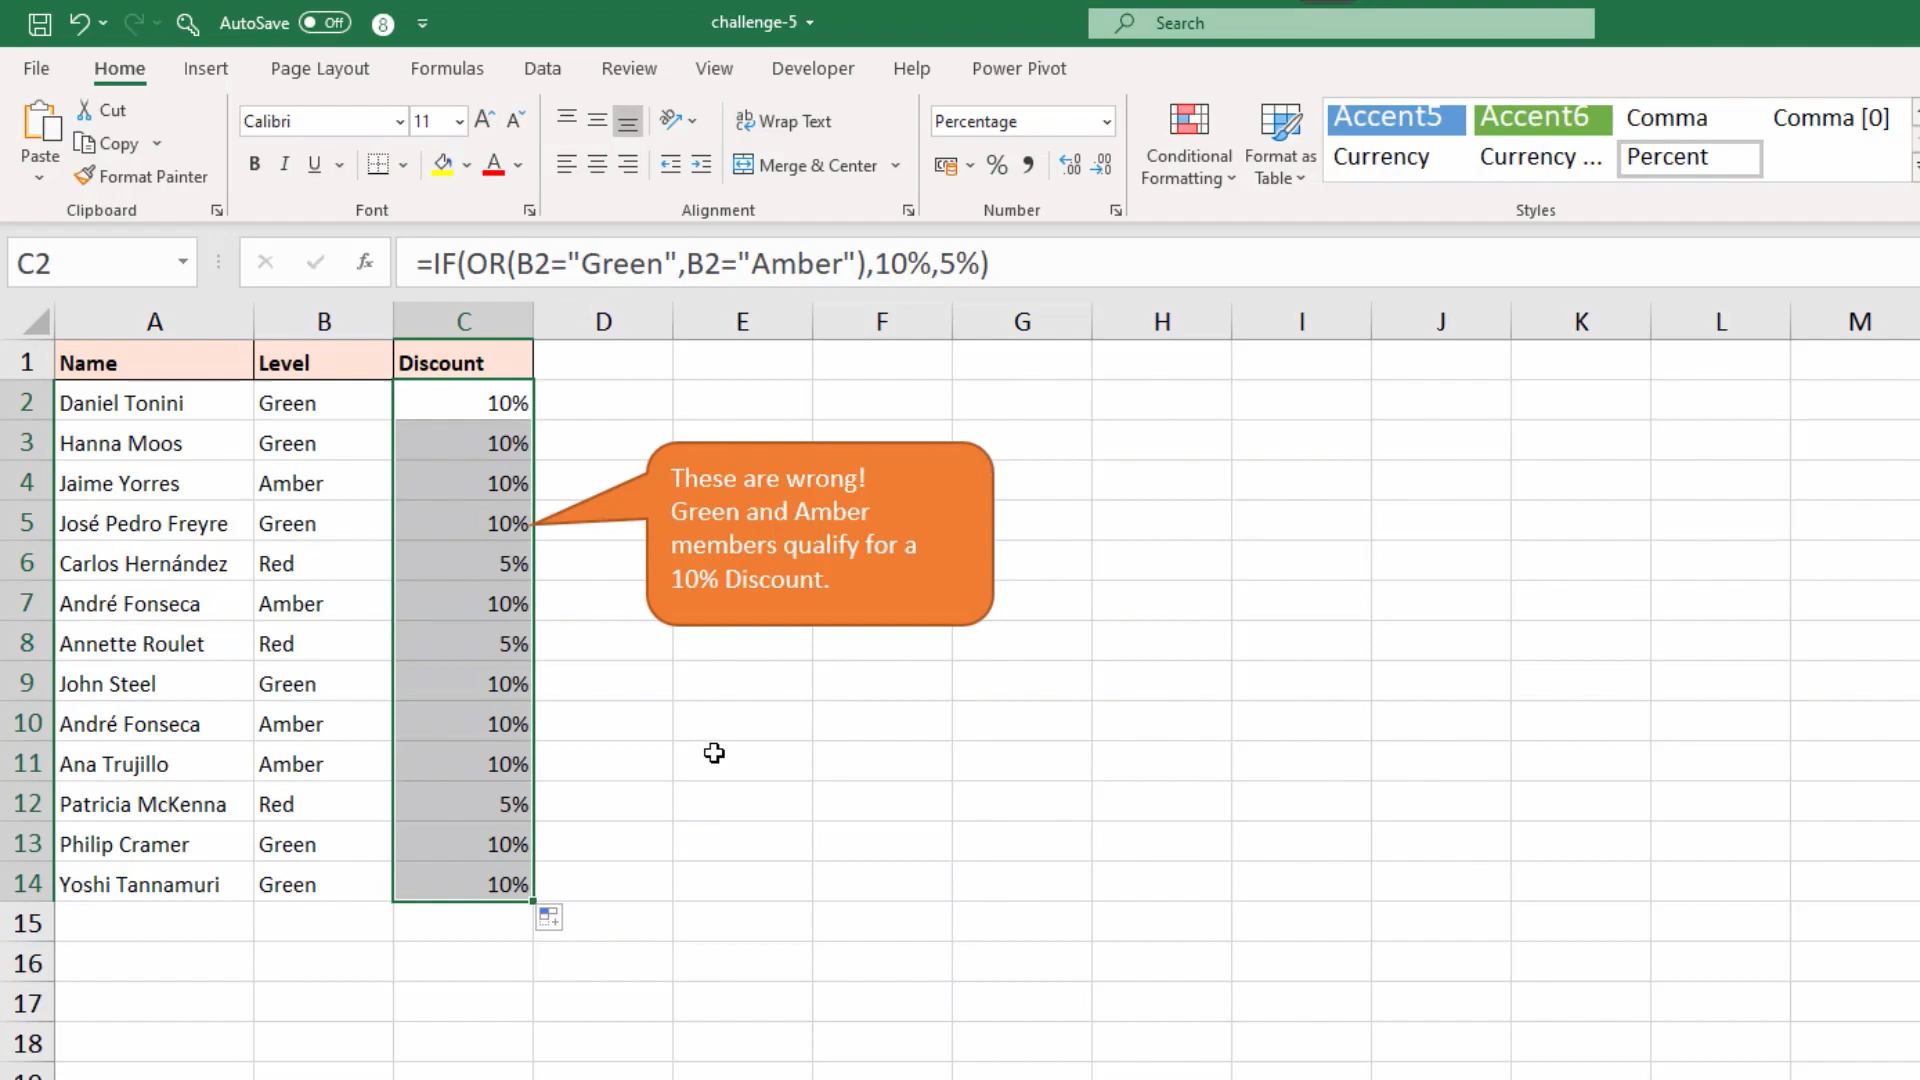 AutoSave Off 8 challenge-5 Search
File Home Insert Page Layout Formulas Data Review View Developer Help Power Pivot
Paste
Cut
Copy
Format Painter
Clipboard
Calibri 11 A A
B I U A
Font
Wrap Text
Merge & Center
Alignment
Percentage
% .00 .00
Number
Conditional Formatting
Format as Table
Accent5 Accent6 Comma Comma [0]
Currency Currency ... Percent
Styles
C2 fx =IF(OR(B2="Green",B2="Amber"),10%,5%)
A B C D E F G H I J K L M
1 Name Level Discount
2 Daniel Tonini Green 10%
3 Hanna Moos Green 10%
4 Jaime Yorres Amber 10%
5 José Pedro Freyre Green 10%
6 Carlos Hernández Red 5%
7 André Fonseca Amber 10%
8 Annette Roulet Red 5%
9 John Steel Green 10%
10 André Fonseca Amber 10%
11 Ana Trujillo Amber 10%
12 Patricia McKenna Red 5%
13 Philip Cramer Green 10%
14 Yoshi Tannamuri Green 10%
15
16
17
18
These are wrong!
Green and Amber
members qualify for a
10% Discount.